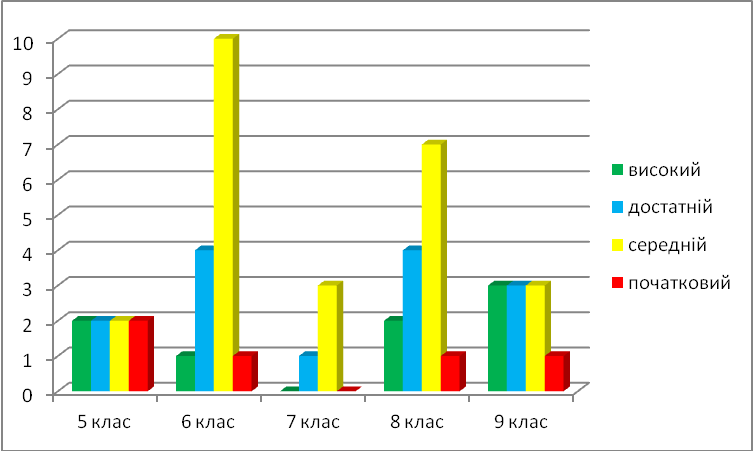 10
9
8
7
6
5
4
3
2
1
0
5 клас 6 клас 7 клас 8 клас 9 клас
високий
достатній
середній
початковий